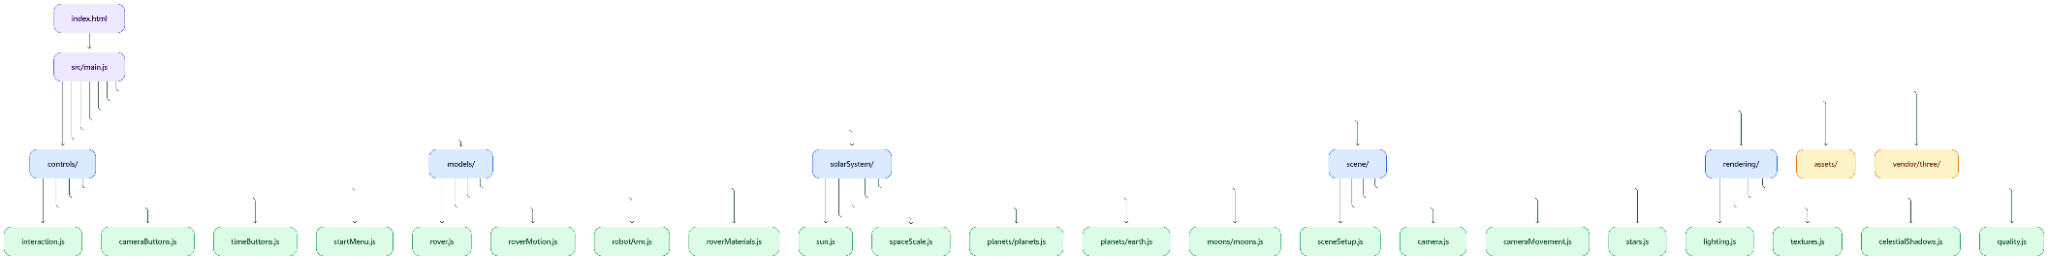 index.html
src/main.js
controls/
models/
solarSystem/
scene/
rendering/
assets/
vendor/three/
interaction.js
cameraButtons.js
timeButtons.js
startMenu.js
rover.js
roverMotion.js
robotArm.js
roverMaterials.js
sun.js
spaceScale.js
planets/planets.js
planets/earth.js
moons/moons.js
sceneSetup.js
camera.js
cameraMovement.js
stars.js
lighting.js
textures.js
celestialShadows.js
quality.js